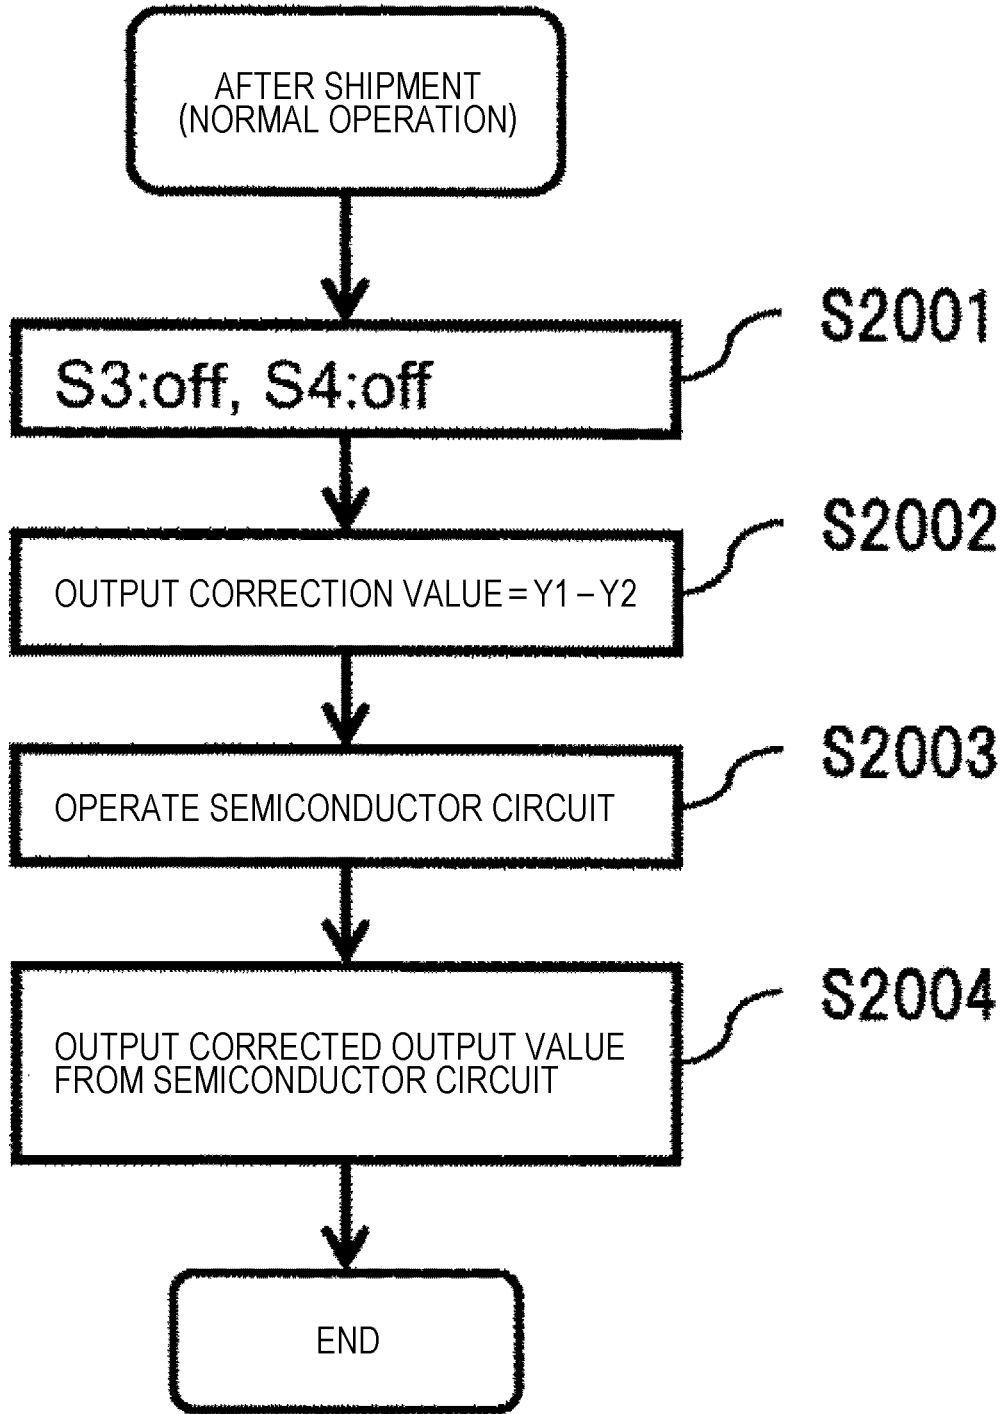 AFTER SHIPMENT
(NORMAL OPERATION)
S2001
S3:off, S4:off
S2002
OUTPUT CORRECTION VALUE = Y1 – Y2
S2003
OPERATE SEMICONDUCTOR CIRCUIT
S2004
OUTPUT CORRECTED OUTPUT VALUE
FROM SEMICONDUCTOR CIRCUIT
END